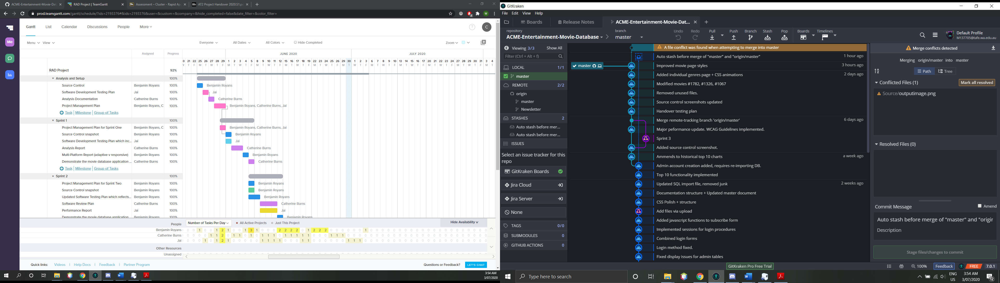 ACME-Entertainment-Movie-Dat
RAD Project | TeamGantt
Assessment – Cluster - Rapid Ap
AT2 Project Handover 2020.S1.p
prod.teamgantt.com/gantt/schedule/?ids=2193376#&ids=2193376&user=&custom=&company=&hide_completed=false&date_filter=&color_filter=
Gantt List Calendar Discussions People More
C
Me
Menu View Everyone All Dates All Colors Hide Completed Zoom
Assigned Progress JUNE 2020 JULY 2020
RAD Project 92%
Analysis and Setup 100%
Source Control Benjamin Royans 100% Benjamin Royans
Software Development Testing Plan Jai 100% Jai
Analysis Documentation Catherine Burns 100% Catherine Burns
Project Management Plan Benjamin Royans, C 100% Benjamin Royans, Catherine Burns, Jai
Task | Milestone | Group of Tasks
Sprint 1 100%
Project Management Plan for Sprint One Benjamin Royans, C 100% Benjamin Royans, Catherine Burns, Jai
Source Control snapshot Benjamin Royans 100% Benjamin Royans
Software Development Testing Plan which inc... Jai 100% Jai
Analysis Report Catherine Burns 100% Catherine Burns
Multi-Platform Report (adaptive v responsive) Benjamin Royans 100% Benjamin Royans
Demonstrate the movie database application ... Catherine Burns 100% Catherine Burns
Task | Milestone | Group of Tasks
Sprint 2 100%
Project Management Plan for Sprint Two Benjamin Royans 100% Benjamin Royans
Source Control snapshot Benjamin Royans 100% Benjamin Royans
Updated Software Testing Plan which reflects... Benjamin Royans 100% Benjamin Royans
Software Review Plan Catherine Burns 100% Catherine Burns
Performance Report Jai 100% Jai
Demonstrate the movie database application Benjamin Royans 100% Benjamin Royans
People Number of Tasks Per Day All Active Projects Just This Project Hide Availability
Benjamin Royans
Catherine Burns
Jai
Other Resources
Unassigned
Quick links: Videos | Help Docs | Feedback | Partner Program Questions or Feedback? LET'S CHAT
3:54 AM
3/07/2020
GitKraken
File Edit View Help
Boards Release Notes ACME-Entertainment-Movie-Dat...
repository
ACME-Entertainment-Movie-Database
branch
master
Undo Redo Pull Push Branch Stash Pop Boards Timelines
Default Profile
M137705@tafe.wa.edu.au
Viewing 3/3 Show All
Filter (Ctrl + Alt + f)
LOCAL 1/1
master
REMOTE 2/2
origin
master
Newsletter
STASHES 2
Auto stash before mer...
Auto stash before mer...
ISSUES
Select an issue tracker for this
repo
GitKraken Boards
Jira Cloud
Jira Server
None
TAGS 0/0
SUBMODULES 0
GITHUB ACTIONS 0
master
A file conflict was found when attempting to merge into master
Auto stash before merge of "master" and "origin/master" 1 hour ago
Improved movie page styles 3 hours ago
Added individual genres page + CSS animations 2 days ago
Modified movies #1782, #1326, #1067
Removed unused files.
Source control screenshots updated
Handover testing plan
Merge remote-tracking branch 'origin/master' 6 days ago
Major peformance update. WCAG Guidelines implemented.
Sprint 3
Added source control screenshot.
Ammends to historical top 10 charts a week ago
Admin account creation added, requires re-importing DB.
Top 10 functionality implemented
Updated SQL import file, removed junk 2 weeks ago
Documentation structure + Updated master document
CSS Polish + structure
Add files via upload
Added javascript functions to subscribe form
Implemented sessions for login procedures
Combined login forms
Login method fixed.
Fixed display issues for admin tables
Merge conflicts detected
Merging origin/master into master
Path Tree
Conflicted Files (1) Mark all resolved
Source/outputimage.png
Resolved Files (0)
Commit Message Amend
Auto stash before merge of "master" and "origir
Description
Stage files/changes to commit
GitKraken Pro Free Trial
100% Feedback FREE 7.0.1
Type here to search
ENG
US
3:54 AM
3/07/2020
12